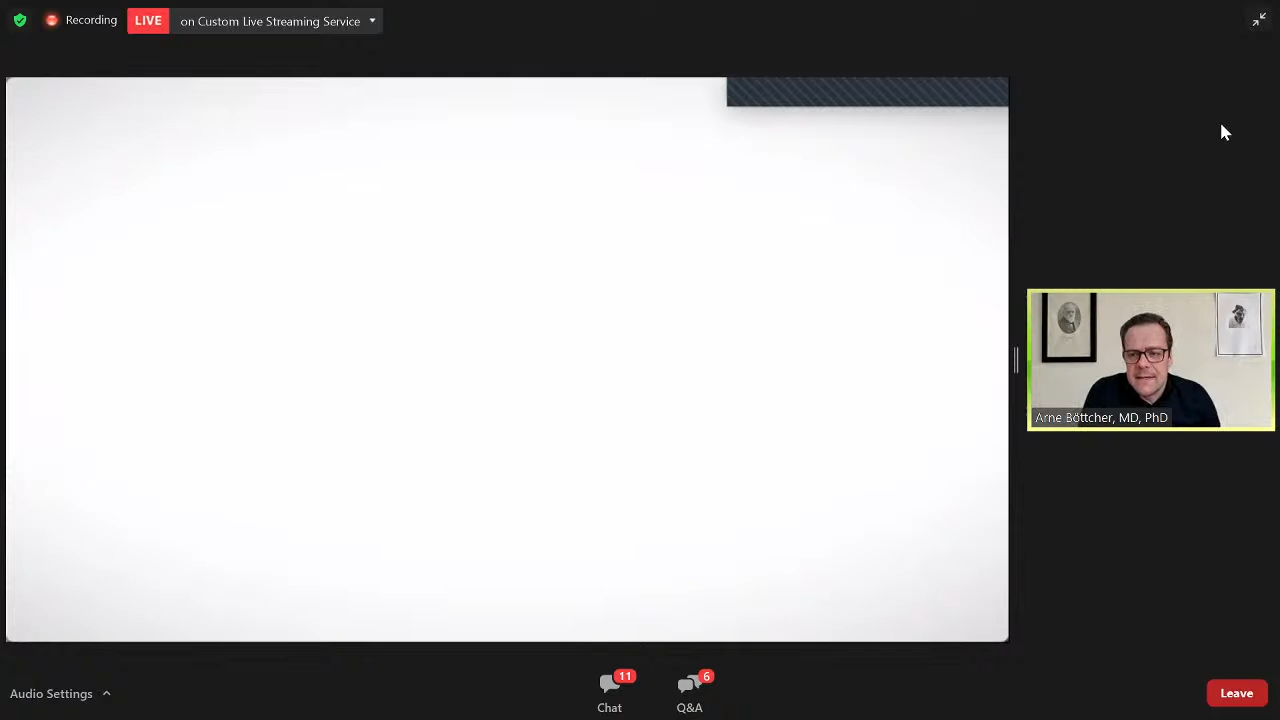 Recording
LIVE
on Custom Live Streaming Service
Arne Böttcher, MD, PhD
Audio Settings
11
Chat
6
Q&A
Leave